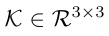 𝒦 ∈ ℛ^{3×3}